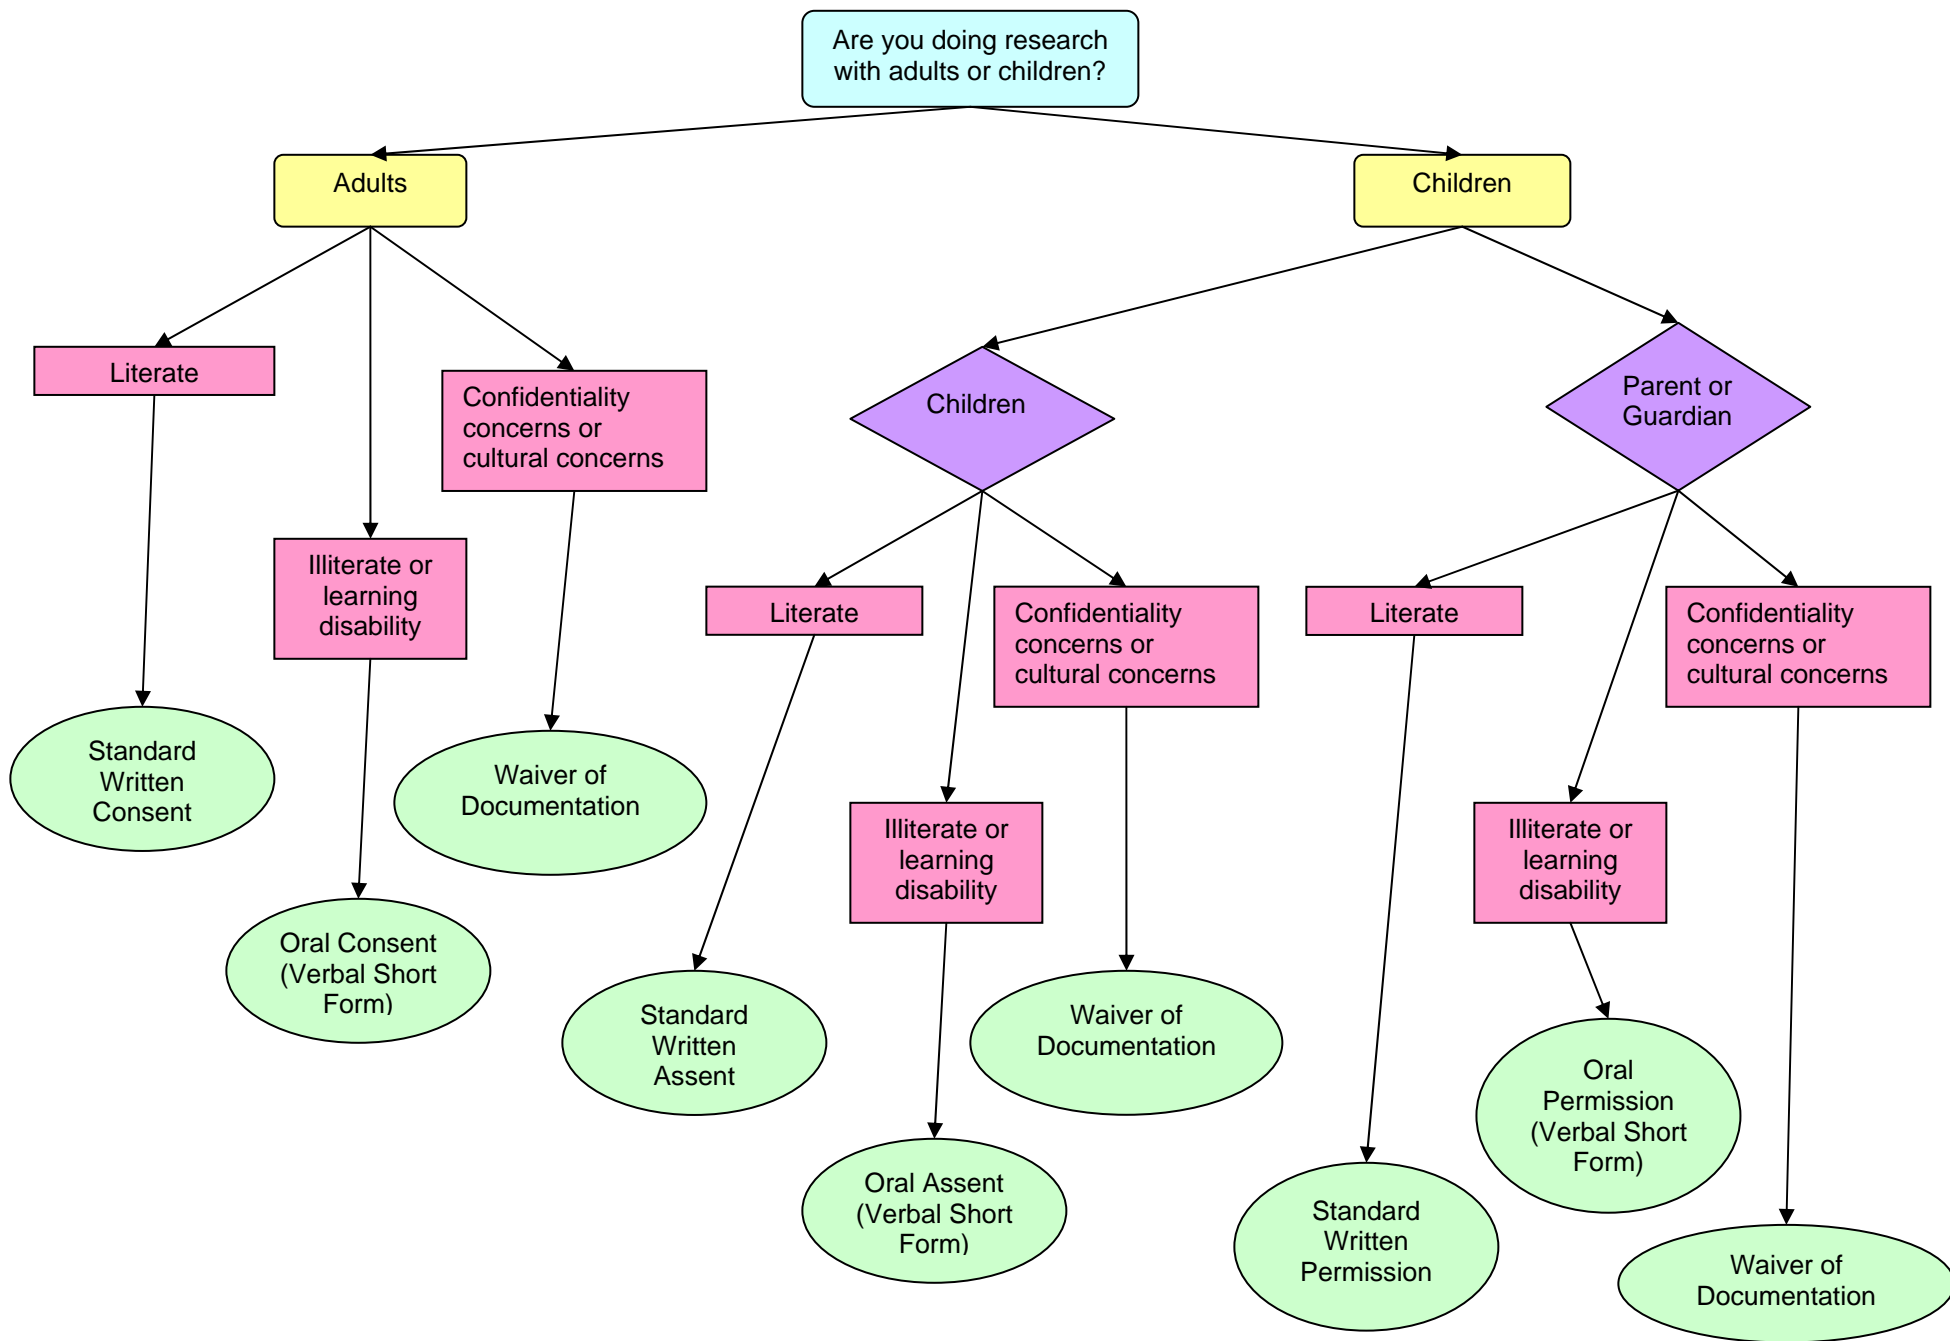 Are you doing research
with adults or children?
Adults
Children
Literate
Confidentiality
concerns or
cultural concerns
Children
Parent or
Guardian
Illiterate or
learning
disability
Literate
Confidentiality
concerns or
cultural concerns
Literate
Confidentiality
concerns or
cultural concerns
Standard
Written
Consent
Waiver of
Documentation
Illiterate or
learning
disability
Illiterate or
learning
disability
Oral Consent
(Verbal Short
Form)
Standard
Written
Assent
Waiver of
Documentation
Oral
Permission
(Verbal Short
Form)
Oral Assent
(Verbal Short
Form)
Standard
Written
Permission
Waiver of
Documentation